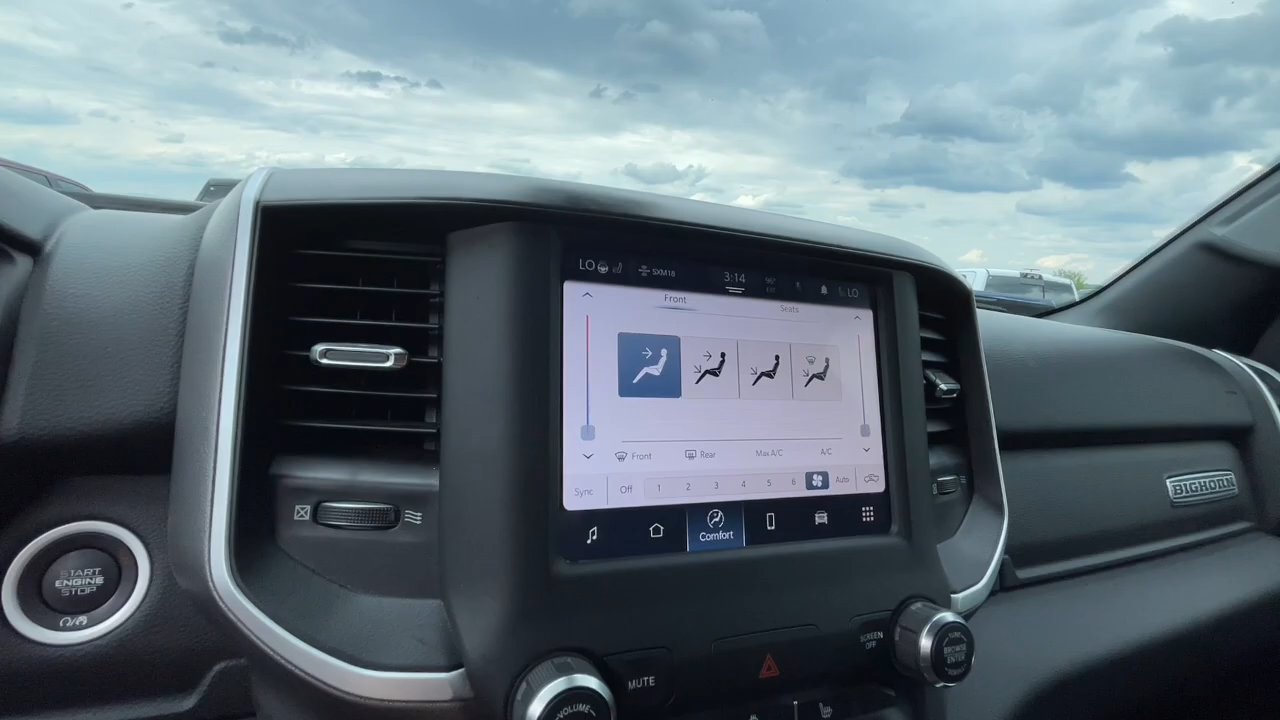 LO SXM18 3:14 LO
Front Seats
Front Rear Max A/C A/C
Sync Off 1 2 3 4 5 6 Auto
Comfort
BIGHORN
START
ENGINE
STOP
SCREEN
OFF
BROWSE
ENTER
MUTE
VOLUME